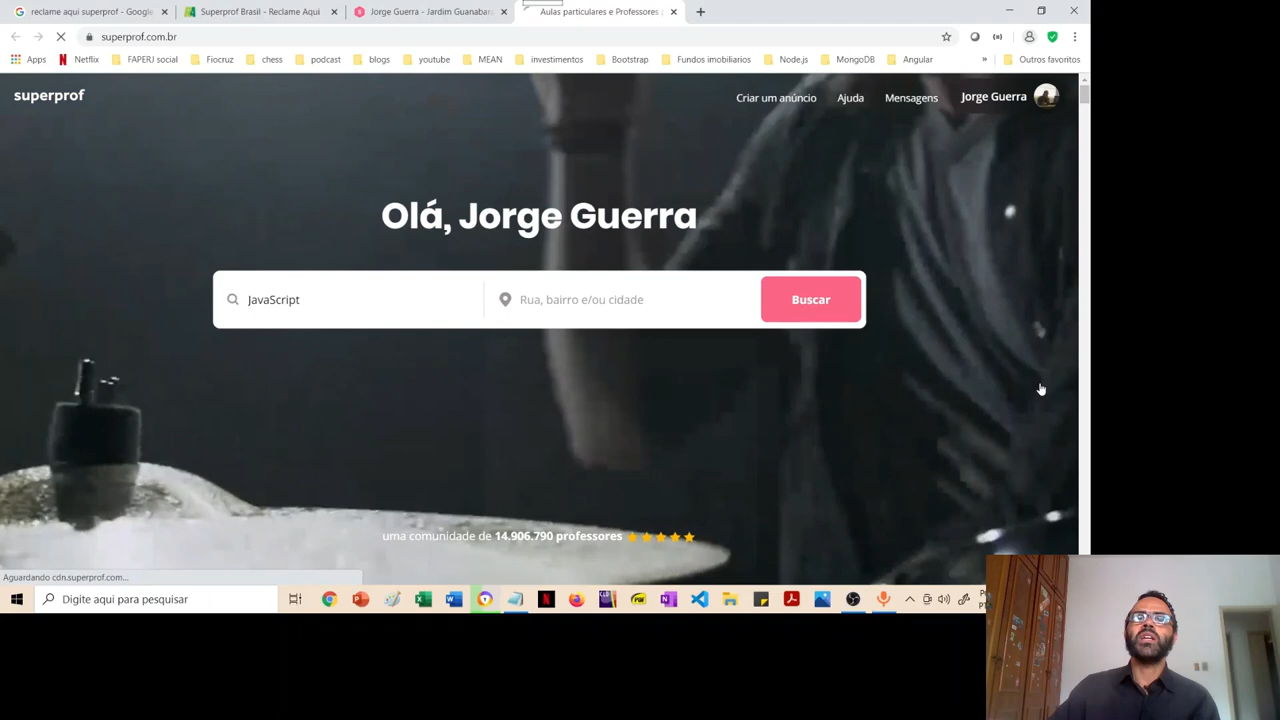 reclame aqui superprof - Google
Superprof Brasil - Reclame Aqui
Jorge Guerra - Jardim Guanabara
Aulas particulares e Professores
superprof.com.br
Apps
Netflix
FAPERJ social
Fiocruz
chess
podcast
blogs
youtube
MEAN
investimentos
Bootstrap
Fundos imobiliarios
Node.js
MongoDB
Angular
»
Outros favoritos
superprof
Criar um anúncio
Ajuda
Mensagens
Jorge Guerra
Olá, Jorge Guerra
JavaScript
Rua, bairro e/ou cidade
Buscar
uma comunidade de 14.906.790 professores
Aguardando cdn.superprof.com...
Digite aqui para pesquisar